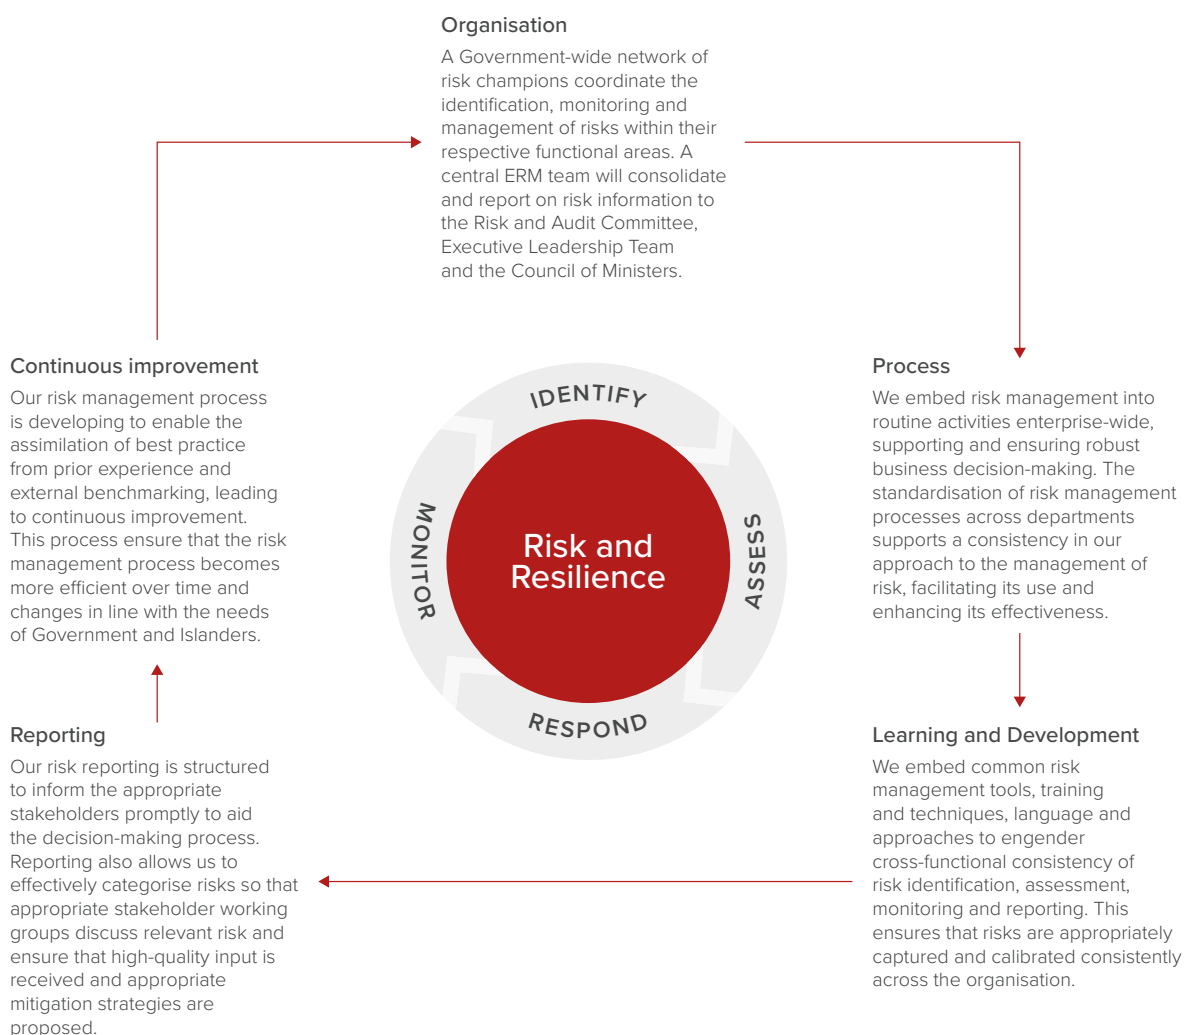 Organisation
A Government-wide network of
risk champions coordinate the
identification, monitoring and
management of risks within their
respective functional areas. A
central ERM team will consolidate
and report on risk information to
the Risk and Audit Committee,
Executive Leadership Team
and the Council of Ministers.
Continuous improvement
Our risk management process
is developing to enable the
assimilation of best practice
from prior experience and
external benchmarking, leading
to continuous improvement.
This process ensure that the risk
management process becomes
more efficient over time and
changes in line with the needs
of Government and Islanders.
IDENTIFY
ASSESS
RESPOND
MONITOR
Risk and
Resilience
Process
We embed risk management into
routine activities enterprise-wide,
supporting and ensuring robust
business decision-making. The
standardisation of risk management
processes across departments
supports a consistency in our
approach to the management of
risk, facilitating its use and
enhancing its effectiveness.
Reporting
Our risk reporting is structured
to inform the appropriate
stakeholders promptly to aid
the decision-making process.
Reporting also allows us to
effectively categorise risks so that
appropriate stakeholder working
groups discuss relevant risk and
ensure that high-quality input is
received and appropriate
mitigation strategies are
proposed.
Learning and Development
We embed common risk
management tools, training
and techniques, language and
approaches to engender
cross-functional consistency of
risk identification, assessment,
monitoring and reporting. This
ensures that risks are appropriately
captured and calibrated consistently
across the organisation.